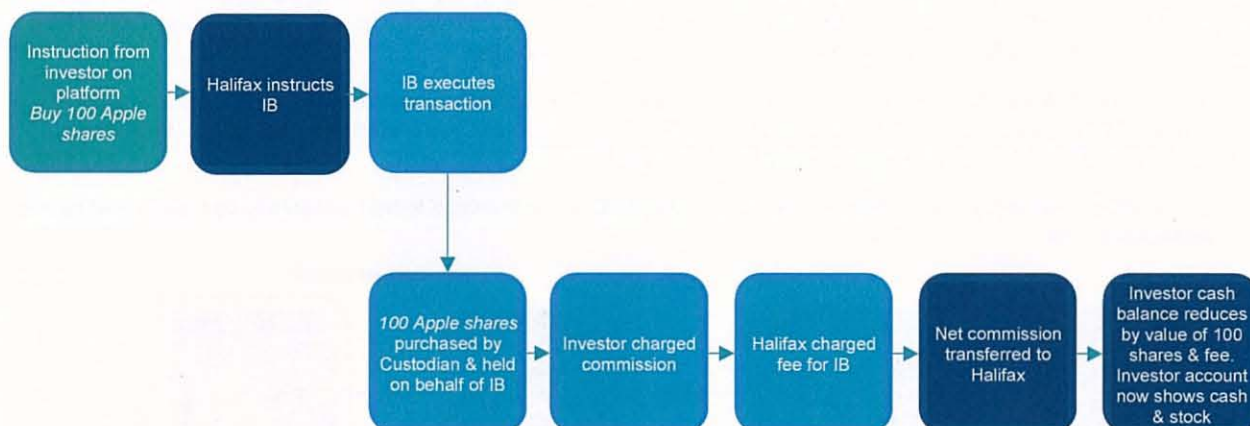 Instruction from
investor on
platform
Buy 100 Apple
shares
Halifax instructs
IB
IB executes
transaction
100 Apple shares
purchased by
Custodian & held
on behalf of IB
Investor charged
commission
Halifax charged
fee for IB
Net commission
transferred to
Halifax
Investor cash
balance reduces
by value of 100
shares & fee.
Investor account
now shows cash
& stock